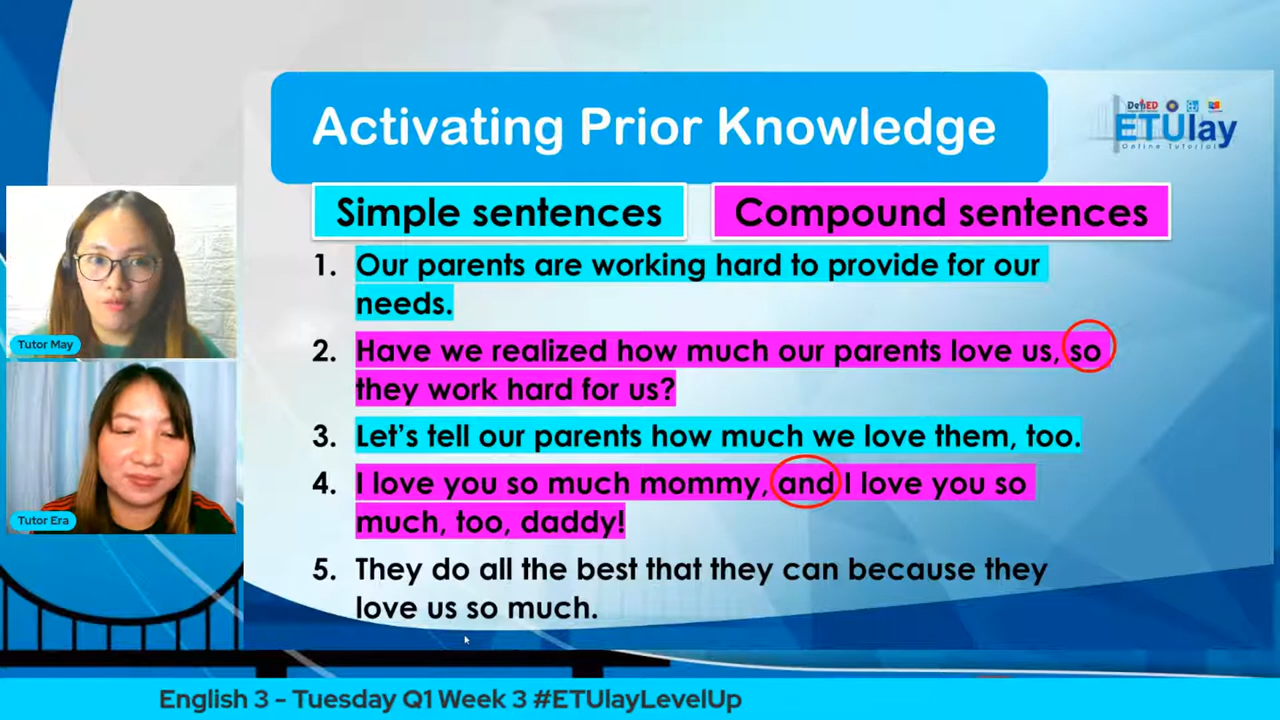 Activating Prior Knowledge
DepED
ETUlay
Online Tutorial
Simple sentences
Compound sentences
1. Our parents are working hard to provide for our
needs.
2. Have we realized how much our parents love us, so
they work hard for us?
3. Let's tell our parents how much we love them, too.
4. I love you so much mommy, and I love you so
much, too, daddy!
5. They do all the best that they can because they
love us so much.
Tutor May
Tutor Era
English 3 - Tuesday Q1 Week 3 #ETUlayLevelUp